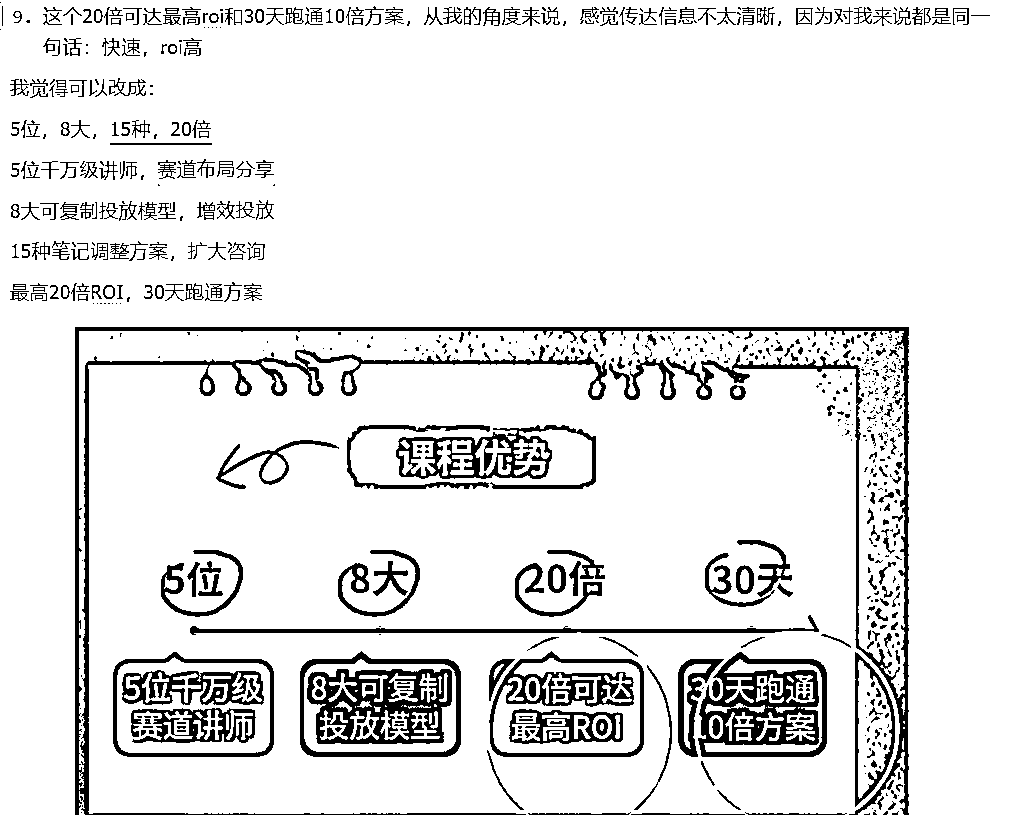 9. 这个20倍可达最高roi和30天跑通10倍方案，从我的角度来说，感觉传达信息不太清晰，因为对我来说都是同一
句话：快速，roi高
我觉得可以改成：
5位，8大，15种，20倍
5位千万级讲师，赛道布局分享
8大可复制投放模型，增效投放
15种笔记调整方案，扩大咨询
最高20倍ROI，30天跑通方案
课程优势
5位 8大 20倍 30天
5位千万级 8大可复制 20倍可达 30天跑通
赛道讲师 投放模型 最高ROI 10倍方案